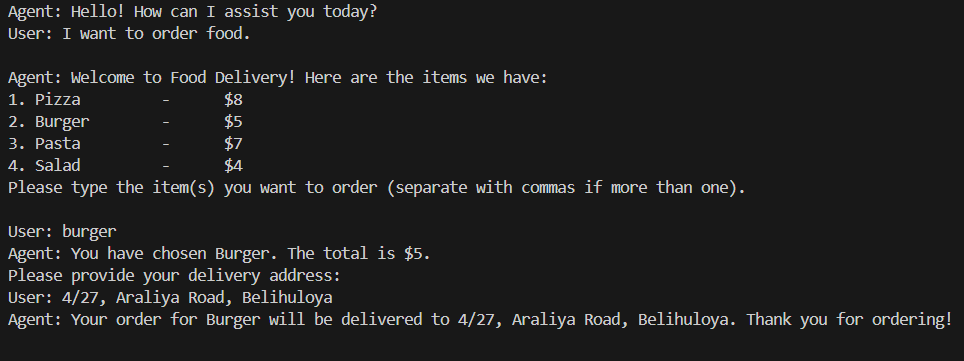 Agent: Hello! How can I assist you today?
User: I want to order food.
Agent: Welcome to Food Delivery! Here are the items we have:
1. Pizza - $8
2. Burger - $5
3. Pasta - $7
4. Salad - $4
Please type the item(s) you want to order (separate with commas if more than one).
User: burger
Agent: You have chosen Burger. The total is $5.
Please provide your delivery address:
User: 4/27, Araliya Road, Belihuloya
Agent: Your order for Burger will be delivered to 4/27, Araliya Road, Belihuloya. Thank you for ordering!